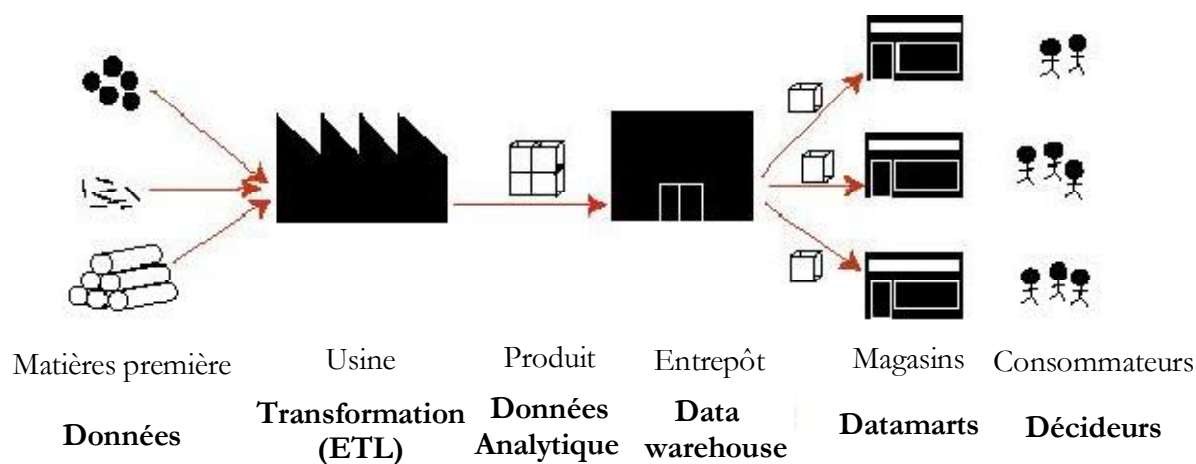 Matières première
Usine
Produit
Entrepôt
Magasins
Consommateurs
Données
Transformation
(ETL)
Données
Analytique
Data
warehouse
Datamarts
Décideurs